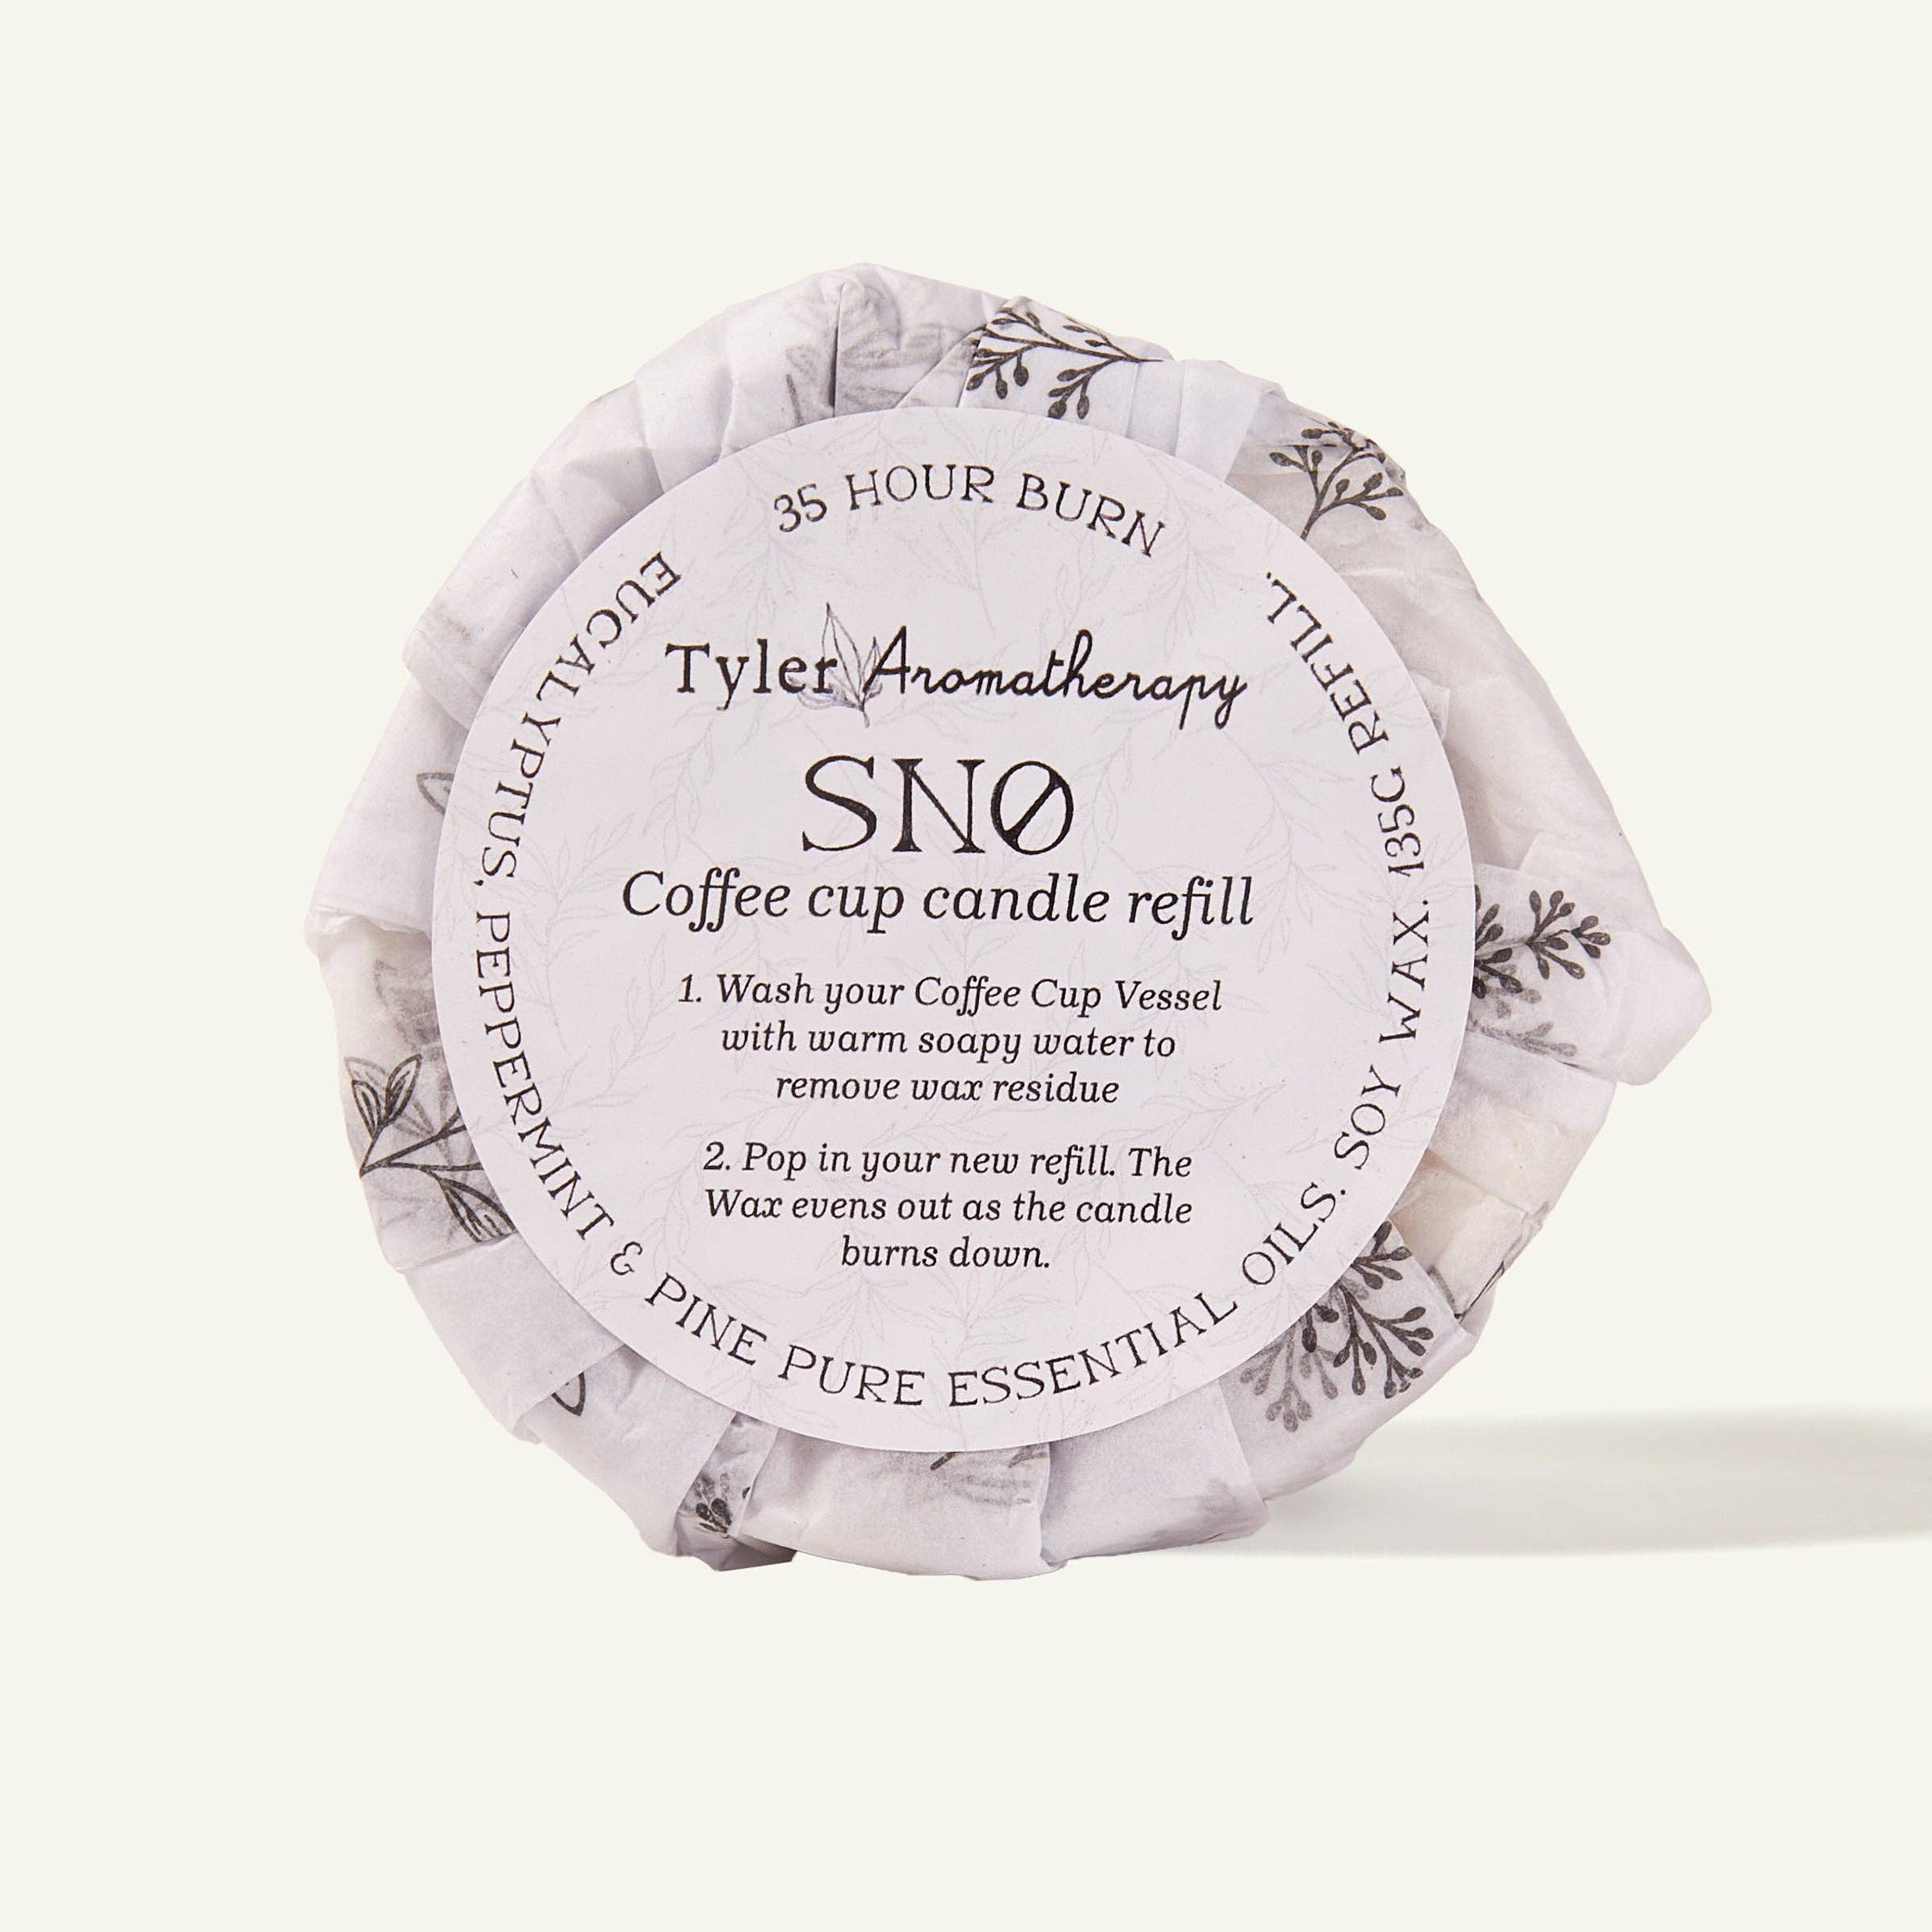 35 HOUR BURN
Tyler Aromatherapy
SNØ
Coffee cup candle refill
1. Wash your Coffee Cup Vessel
with warm soapy water to
remove wax residue
2. Pop in your new refill. The
Wax evens out as the candle
burns down.
EUCALYPTUS, PEPPERMINT & PINE PURE ESSENTIAL OILS. SOY WAX. 135G REFILL.